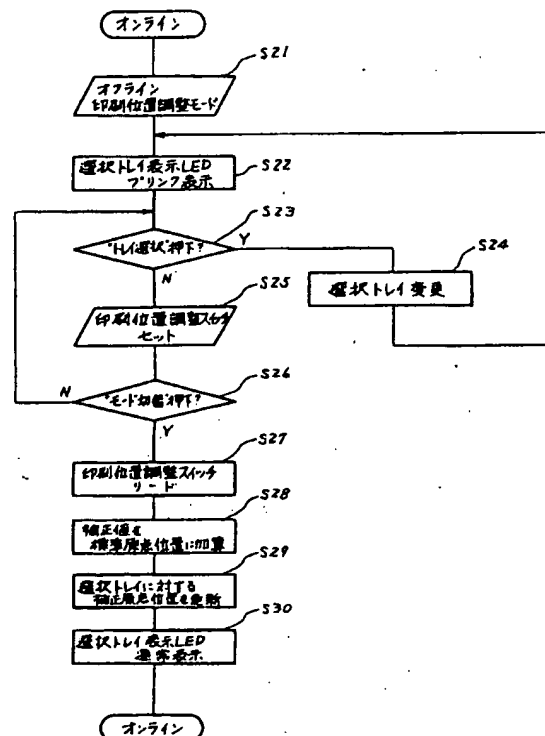 オンライン
S21
オフライン
印刷位置調整モード
S22
選択トレイ表示LED
ブリンク表示
S23
"トレイ選択"押下?
Y
S24
選択トレイ変更
N
S25
印刷位置調整スイッチ
セット
S26
"モード切替"押下?
N
Y
S27
印刷位置調整スイッチ
リード
S28
補正値を
標準原点位置に加算
S29
選択トレイに対する
補正原点位置を更新
S30
選択トレイ表示LED
通常表示
オンライン